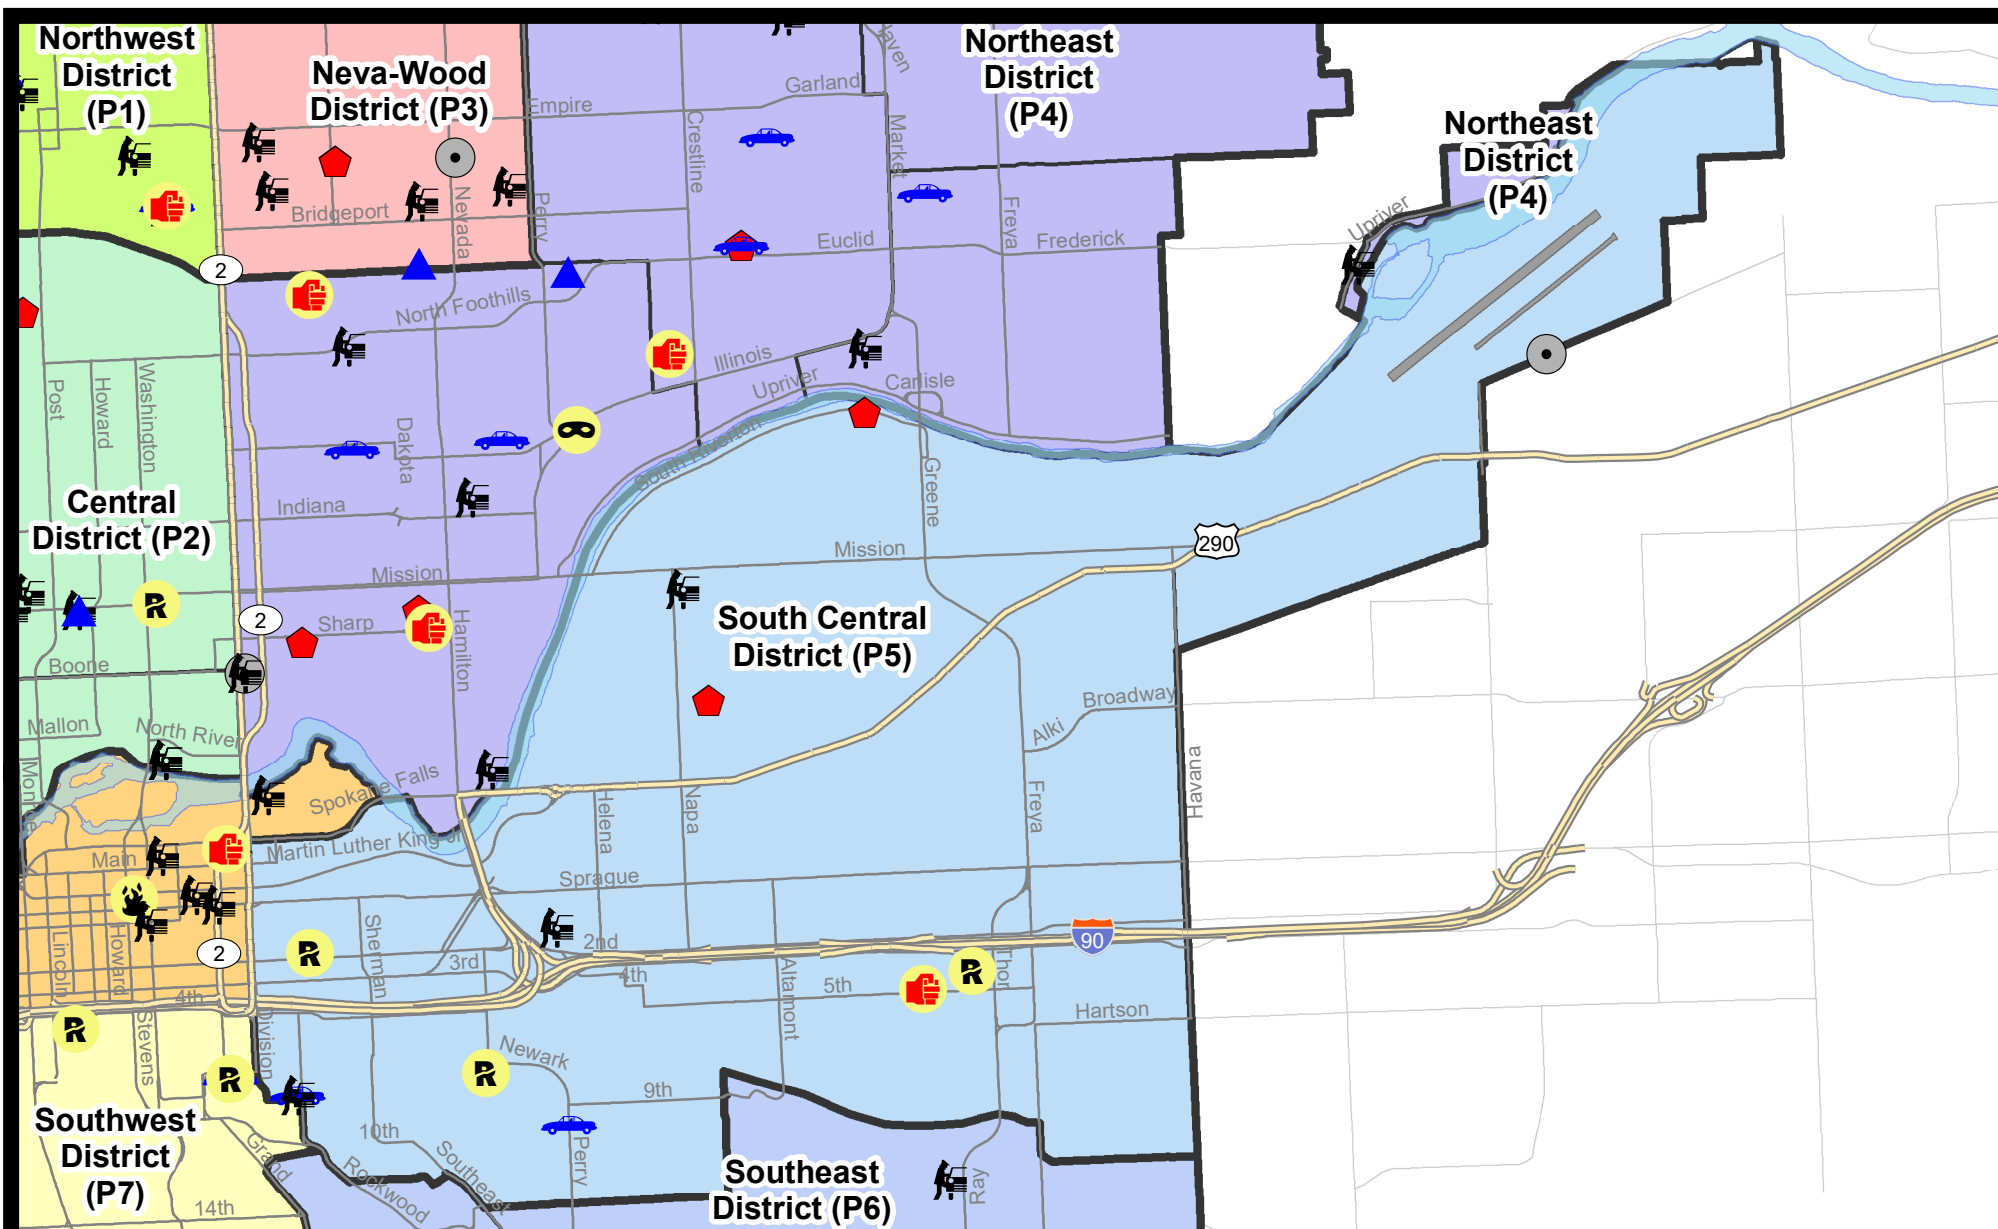 Northwest
District
(P1)
Neva-Wood
District (P3)
Northeast
District
(P4)
Northeast
District
(P4)
Garland
Empire
Crestline
Market
Haven
Bridgeport
Nevada
Perry
Euclid
Freya
Frederick
Upriver
2
North Foothills
Illinois
Upriver
Carlisle
Post
Howard
Washington
Dakota
South Riverton
Greene
Central
District (P2)
Indiana
Mission
Mission
290
Sharp
Hamilton
2
South Central
District (P5)
Boone
Mallon
North River
Broadway
Alki
Havana
Monroe
Spokane Falls
Helena
Napa
Freya
Martin Luther King Jr
Main
Sprague
Sherman
Lincoln
Howard
2
2nd
3rd
4th
90
4th
5th
Thor
Altamont
Hartson
Stevens
Division
Newark
9th
Southwest
District
(P7)
10th
Grand
Rockwood
Southeast
Perry
14th
Southeast
District (P6)
Ray